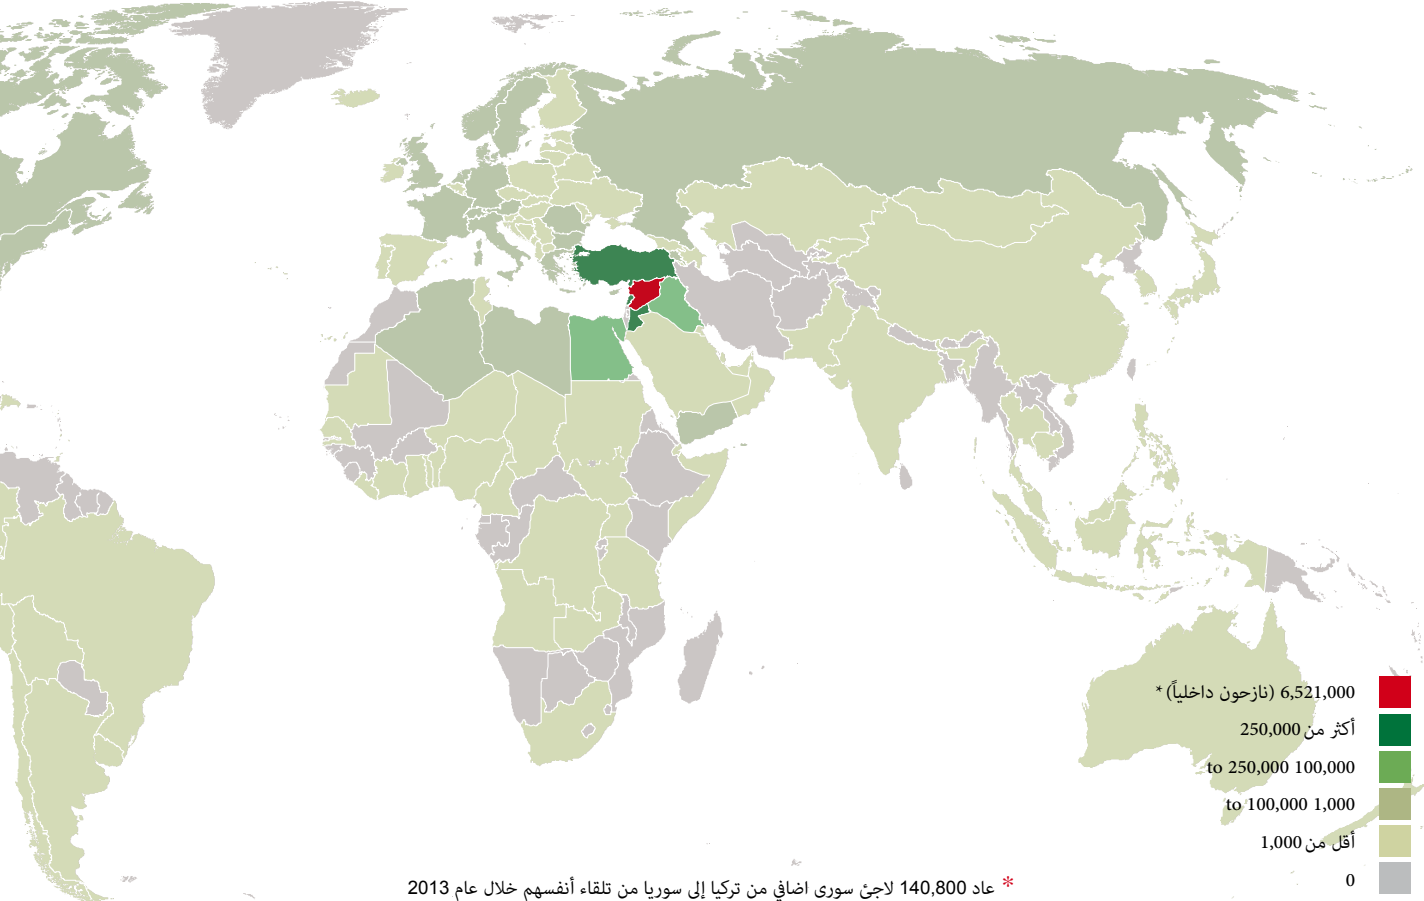 6,521,000 (نازحون داخلياً) *
أكثر من 250,000
100,000 to 250,000
1,000 to 100,000
أقل من 1,000
0
* عاد 140,800 لاجئ سورى اضافي من تركيا إلى سوريا من تلقاء أنفسهم خلال عام 2013